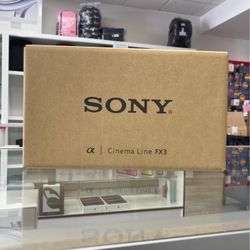 SONY®
α | Cinema Line FX3